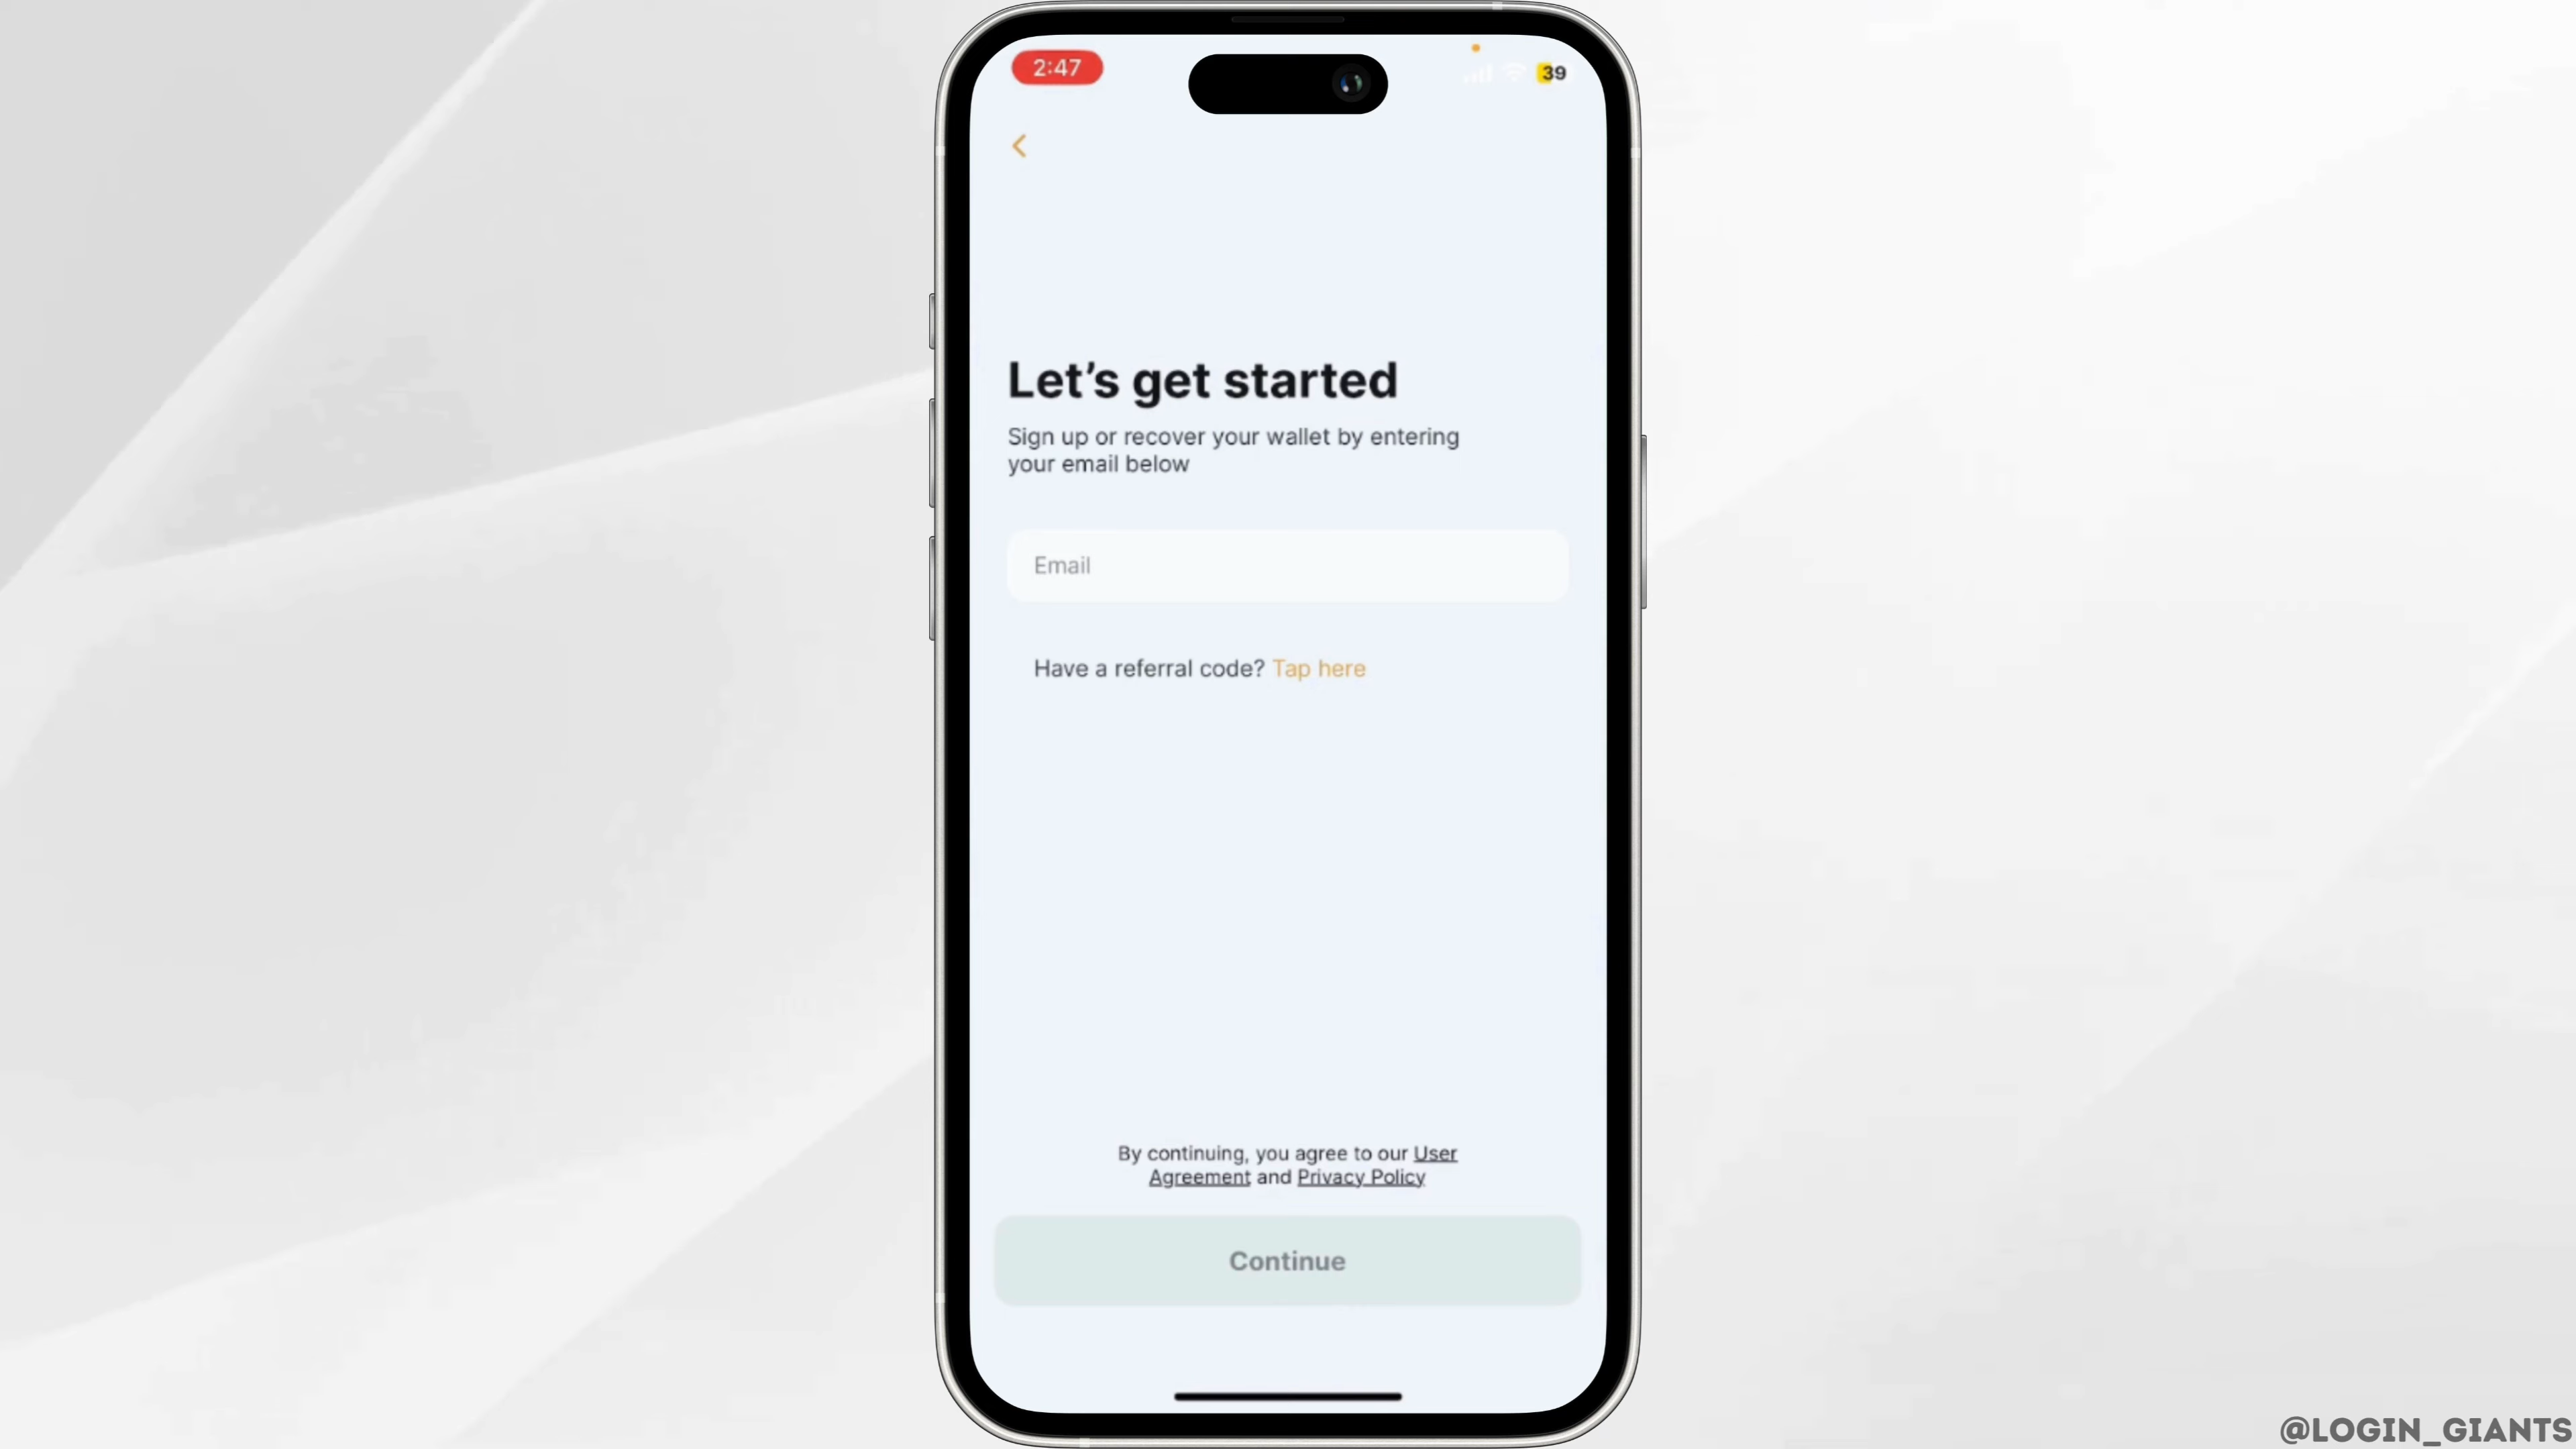 2:47
39
Let's get started
Sign up or recover your wallet by entering
your email below
Email
Have a referral code? Tap here
By continuing, you agree to our User
Agreement and Privacy Policy
Continue
@LOGIN_GIANTS